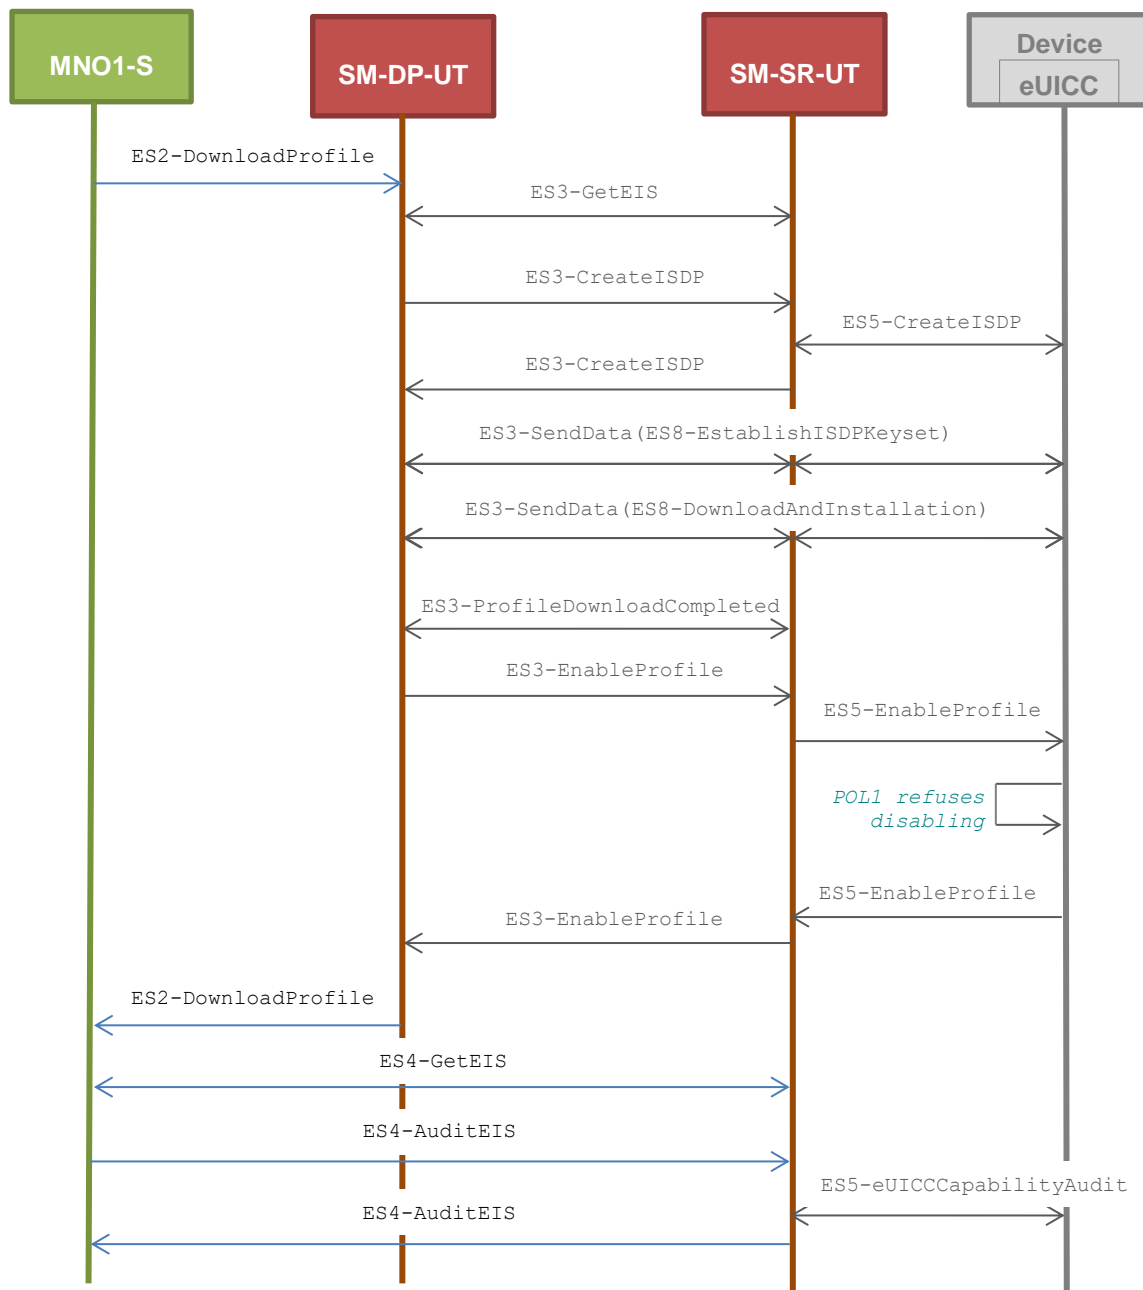 MNO1-S
SM-DP-UT
SM-SR-UT
Device
eUICC
ES2-DownloadProfile
ES3-GetEIS
ES3-CreateISDP
ES5-CreateISDP
ES3-CreateISDP
ES3-SendData(ES8-EstablishISDPKeyset)
ES3-SendData(ES8-DownloadAndInstallation)
ES3-ProfileDownloadCompleted
ES3-EnableProfile
ES5-EnableProfile
POL1 refuses
disabling
ES5-EnableProfile
ES3-EnableProfile
ES2-DownloadProfile
ES4-GetEIS
ES4-AuditEIS
ES5-eUICCCapabilityAudit
ES4-AuditEIS